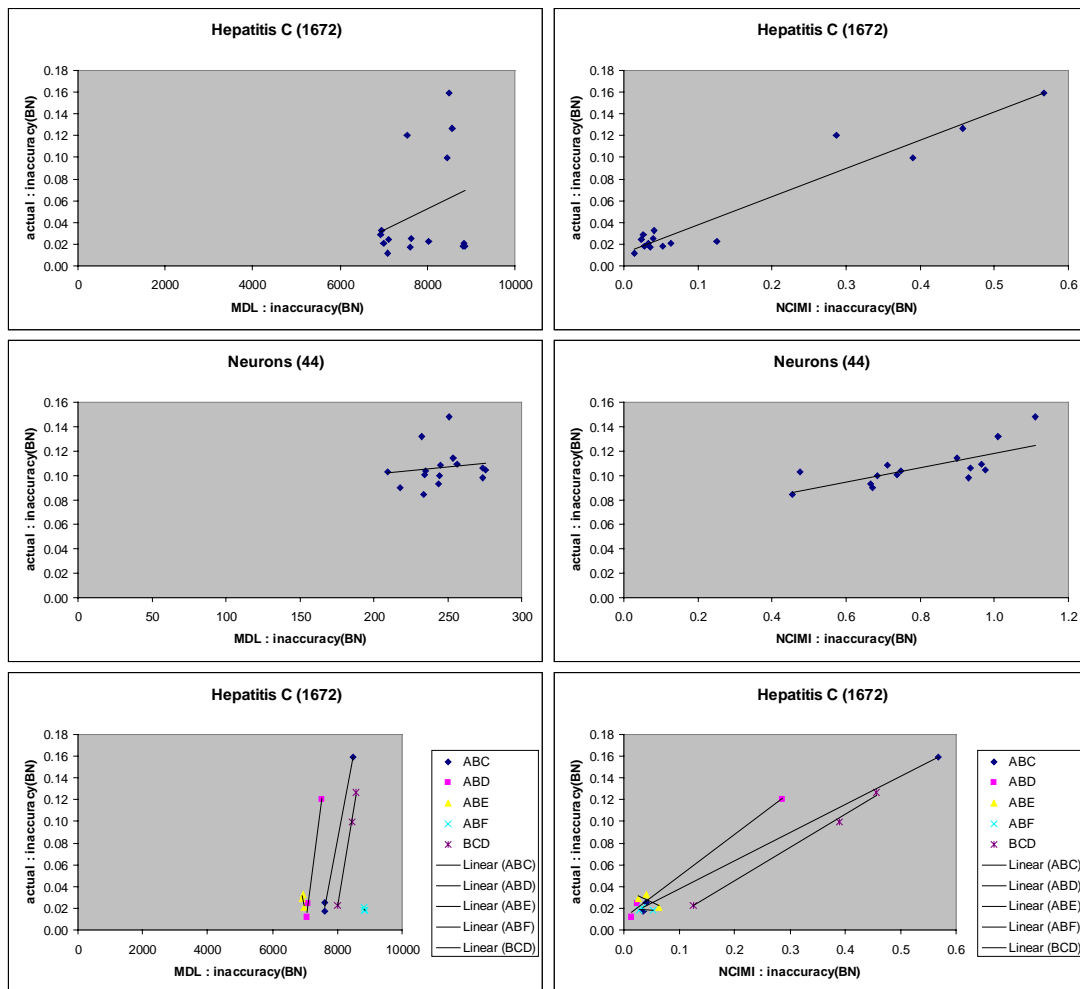 Hepatitis C (1672)
0.18
0.16
0.14
0.12
0.10
0.08
0.06
0.04
0.02
0.00
actual : inaccuracy(BN)
0 2000 4000 6000 8000 10000
MDL : inaccuracy(BN)
Hepatitis C (1672)
0.18
0.16
0.14
0.12
0.10
0.08
0.06
0.04
0.02
0.00
actual : inaccuracy(BN)
0.0 0.1 0.2 0.3 0.4 0.5 0.6
NCIMI : inaccuracy(BN)
Neurons (44)
0.16
0.14
0.12
0.10
0.08
0.06
0.04
0.02
0.00
actual : inaccuracy(BN)
0 50 100 150 200 250 300
MDL : inaccuracy(BN)
Neurons (44)
0.16
0.14
0.12
0.10
0.08
0.06
0.04
0.02
0.00
actual : inaccuracy(BN)
0.0 0.2 0.4 0.6 0.8 1.0 1.2
NCIMI : inaccuracy(BN)
Hepatitis C (1672)
0.18
0.16
0.14
0.12
0.10
0.08
0.06
0.04
0.02
0.00
actual : inaccuracy(BN)
0 2000 4000 6000 8000 10000
MDL : inaccuracy(BN)
ABC
ABD
ABE
ABF
BCD
Linear (ABC)
Linear (ABD)
Linear (ABE)
Linear (ABF)
Linear (BCD)
Hepatitis C (1672)
0.18
0.16
0.14
0.12
0.10
0.08
0.06
0.04
0.02
0.00
actual : inaccuracy(BN)
0.0 0.1 0.2 0.3 0.4 0.5 0.6
NCIMI : inaccuracy(BN)
ABC
ABD
ABE
ABF
BCD
Linear (ABC)
Linear (ABD)
Linear (ABE)
Linear (ABF)
Linear (BCD)